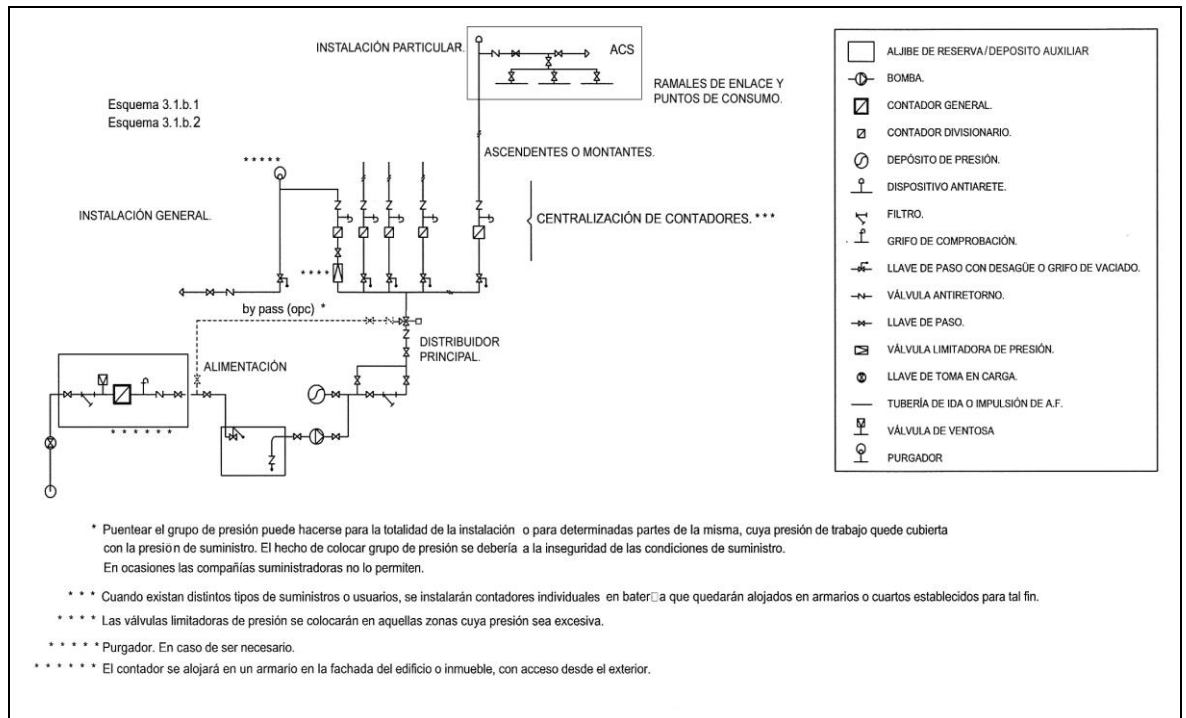 INSTALACIÓN PARTICULAR.
ACS
RAMALES DE ENLACE Y
PUNTOS DE CONSUMO.
Esquema 3.1.b.1
Esquema 3.1.b.2
ASCENDENTES O MONTANTES.
* * * * *
INSTALACIÓN GENERAL.
CENTRALIZACIÓN DE CONTADORES. * * *
* * * *
by pass (opc) *
DISTRIBUIDOR
PRINCIPAL.
ALIMENTACIÓN
* * * * * *
ALJIBE DE RESERVA/DEPOSITO AUXILIAR
BOMBA.
CONTADOR GENERAL.
CONTADOR DIVISIONARIO.
DEPÓSITO DE PRESIÓN.
DISPOSITIVO ANTIARETE.
FILTRO.
GRIFO DE COMPROBACIÓN.
LLAVE DE PASO CON DESAGÜE O GRIFO DE VACIADO.
VÁLVULA ANTIRETORNO.
LLAVE DE PASO.
VÁLVULA LIMITADORA DE PRESIÓN.
LLAVE DE TOMA EN CARGA.
TUBERÍA DE IDA O IMPULSIÓN DE A.F.
VÁLVULA DE VENTOSA
PURGADOR
* Puentear el grupo de presión puede hacerse para la totalidad de la instalación o para determinadas partes de la misma, cuya presión de trabajo quede cubierta
con la presión de suministro. El hecho de colocar grupo de presión se debería a la inseguridad de las condiciones de suministro.
En ocasiones las compañías suministradoras no lo permiten.
* * * Cuando existan distintos tipos de suministros o usuarios, se instalarán contadores individuales en bater□a que quedarán alojados en armarios o cuartos establecidos para tal fin.
* * * * Las válvulas limitadoras de presión se colocarán en aquellas zonas cuya presión sea excesiva.
* * * * * Purgador. En caso de ser necesario.
* * * * * * El contador se alojará en un armario en la fachada del edificio o inmueble, con acceso desde el exterior.